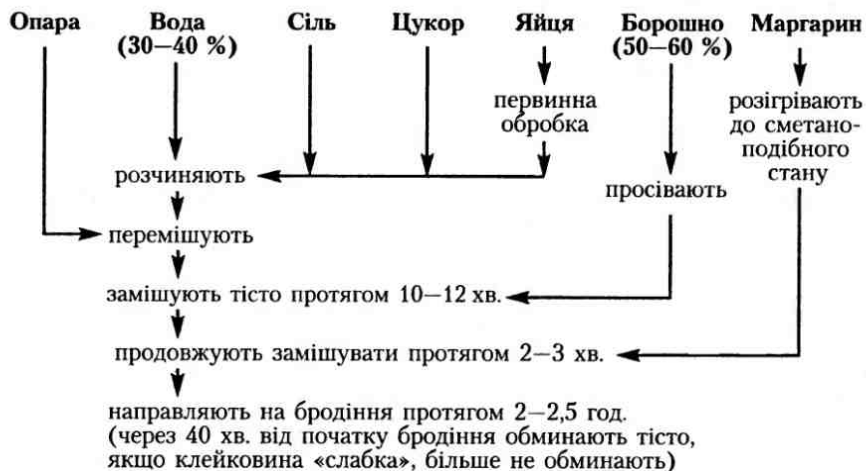 Опара Вода Сіль Цукор Яйця Борошно Маргарин
(30—40 %) (50—60 %)
первинна
обробка
розігрівають
до сметано-
подібного
стану
розчиняють
просівають
перемішують
замішують тісто протягом 10—12 хв.
продовжують замішувати протягом 2—3 хв.
направляють на бродіння протягом 2—2,5 год.
(через 40 хв. від початку бродіння обминають тісто,
якщо клейковина «слабка», більше не обминають)